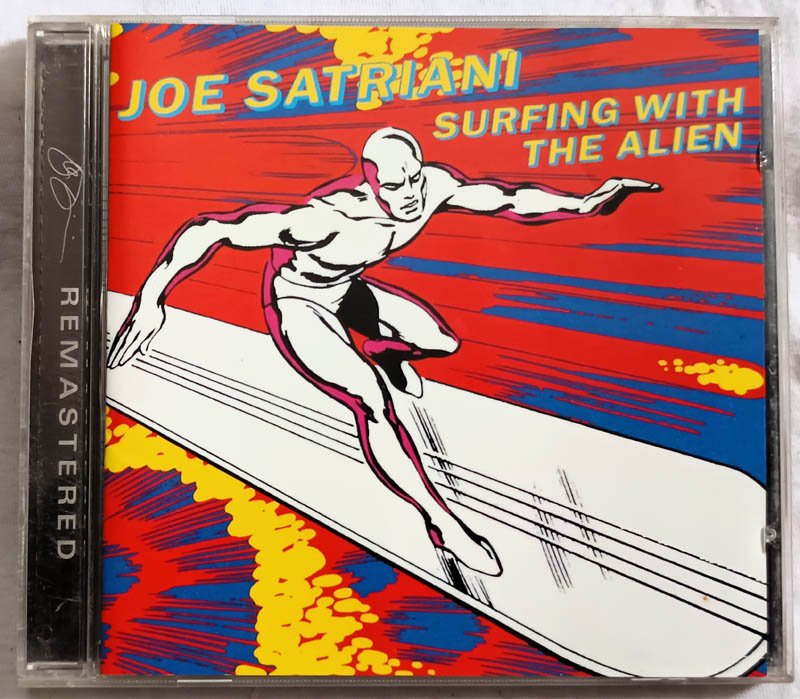 JOE SATRIANI
SURFING WITH
THE ALIEN
REMASTERED